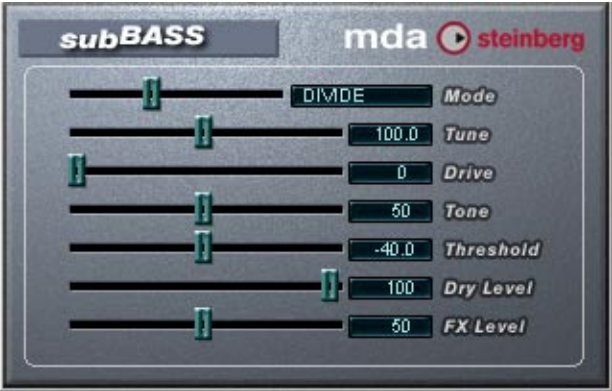 subBASS
mda steinberg
DIVIDE Mode
100.0 Tune
0 Drive
50 Tone
-40.0 Threshold
100 Dry Level
50 FX Level